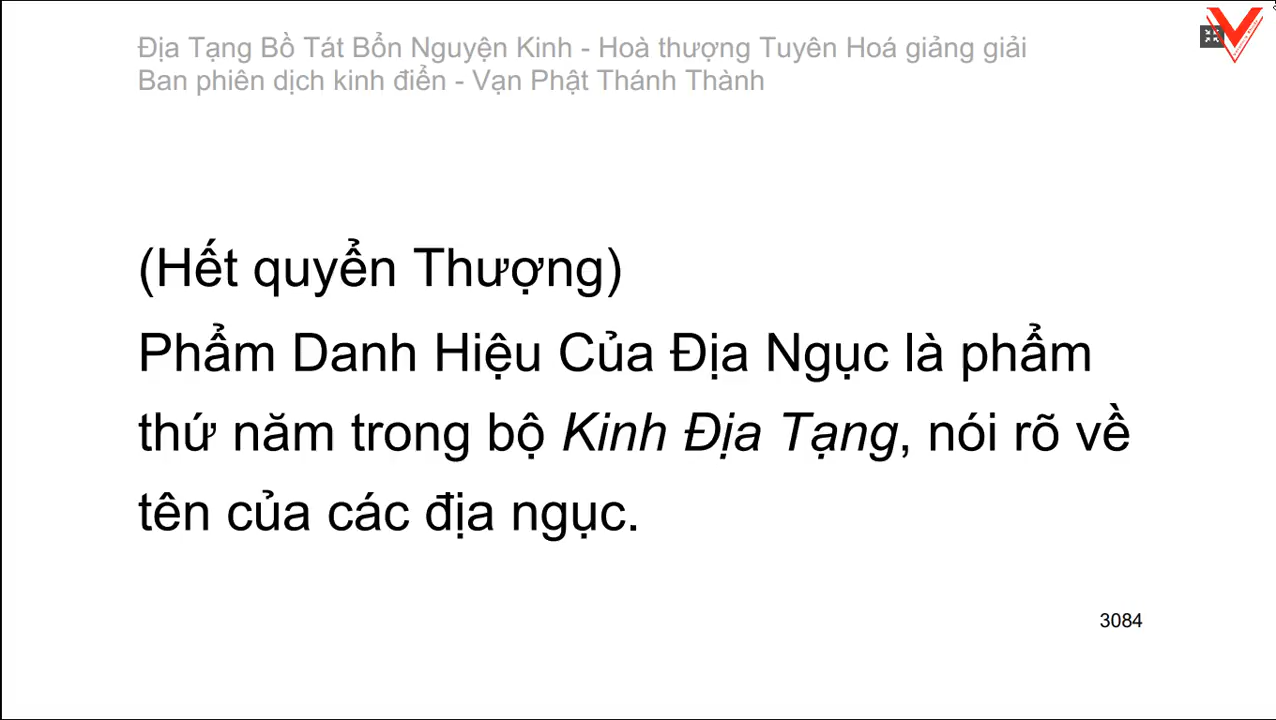 Địa Tạng Bồ Tát Bổn Nguyện Kinh - Hoà thượng Tuyên Hoá giảng giải
Ban phiên dịch kinh điển - Vạn Phật Thánh Thành
(Hết quyển Thượng)
Phẩm Danh Hiệu Của Địa Ngục là phẩm
thứ năm trong bộ Kinh Địa Tạng, nói rõ về
tên của các địa ngục.
3084